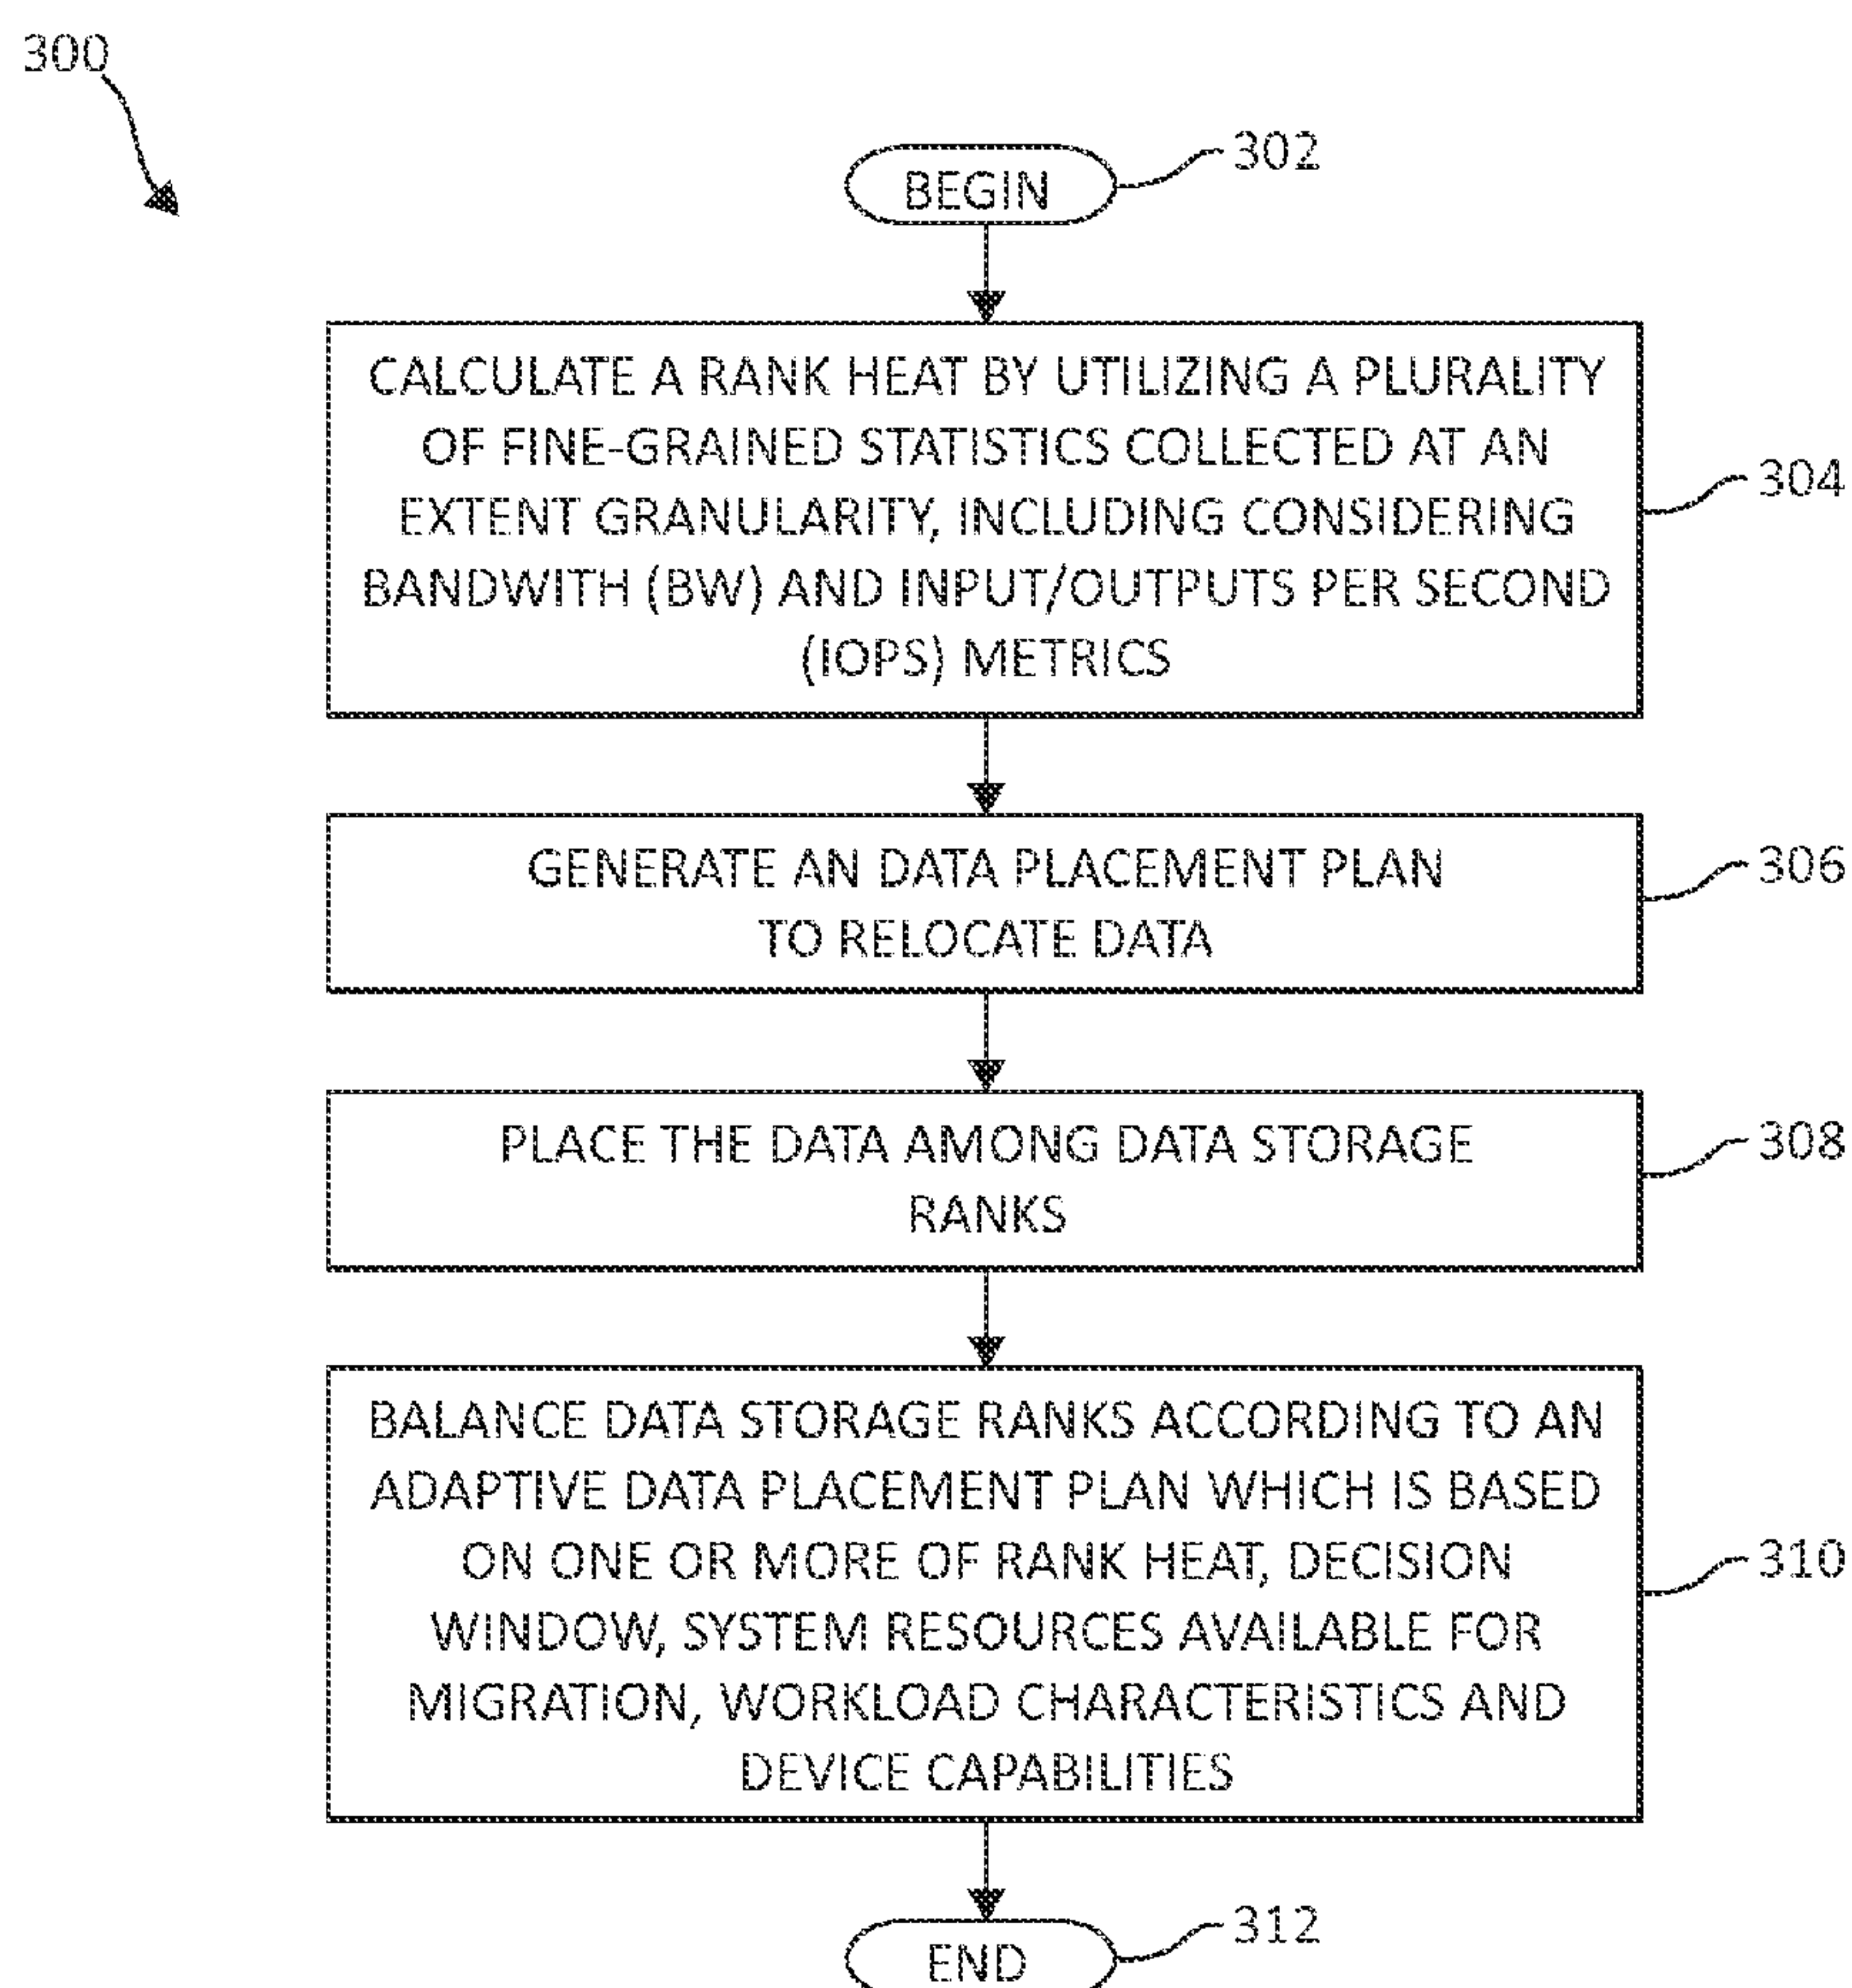 300
BEGIN
302
CALCULATE A RANK HEAT BY UTILIZING A PLURALITY
OF FINE-GRAINED STATISTICS COLLECTED AT AN
EXTENT GRANULARITY, INCLUDING CONSIDERING
BANDWITH (BW) AND INPUT/OUTPUTS PER SECOND
(IOPS) METRICS
304
GENERATE AN DATA PLACEMENT PLAN
TO RELOCATE DATA
306
PLACE THE DATA AMONG DATA STORAGE
RANKS
308
BALANCE DATA STORAGE RANKS ACCORDING TO AN
ADAPTIVE DATA PLACEMENT PLAN WHICH IS BASED
ON ONE OR MORE OF RANK HEAT, DECISION
WINDOW, SYSTEM RESOURCES AVAILABLE FOR
MIGRATION, WORKLOAD CHARACTERISTICS AND
DEVICE CAPABILITIES
310
END
312